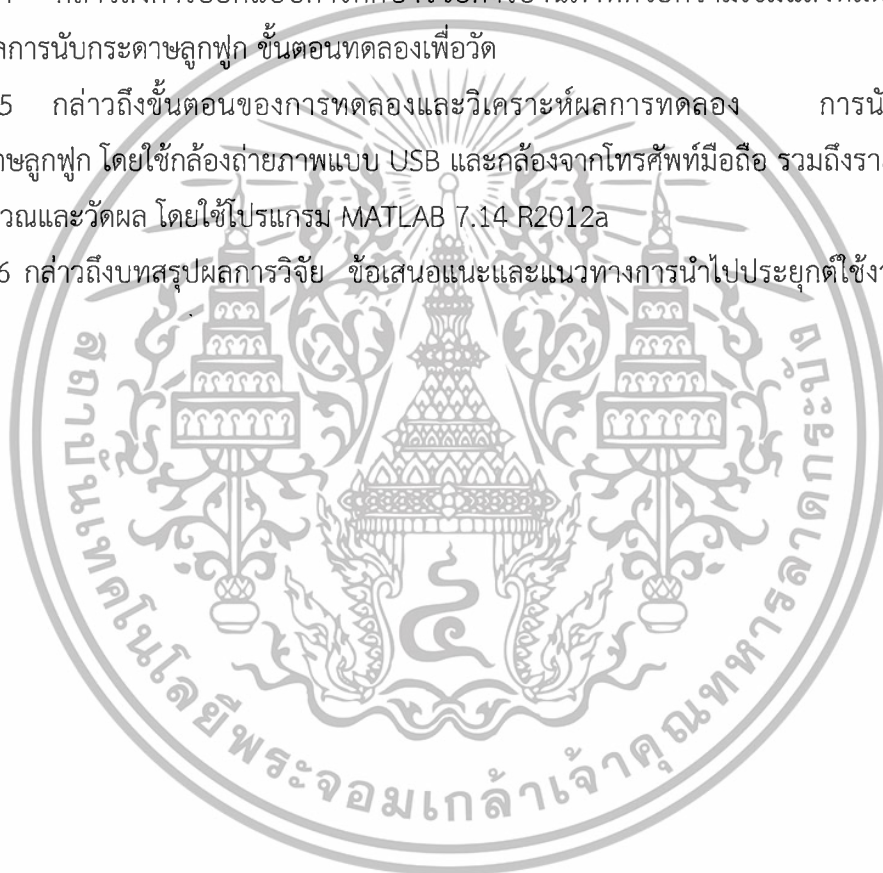 ลการนับกระดาษลูกฟูก ขั้นตอนทดลองเพื่อวัด
5 กล่าวถึงขั้นตอนของการทดลองและวิเคราะห์ผลการทดลอง การนั
าษลูกฟูก โดยใช้กล้องถ่ายภาพแบบ USB และกล้องจากโทรศัพท์มือถือ รวมถึงรา
วณและวัดผล โดยใช้โปรแกรม MATLAB 7.14 R2012a
6 กล่าวถึงบทสรุปผลการวิจัย ข้อเสนอแนะและแนวทางการนำไปประยุกต์ใช้ง
สถาบันเทคโนโลยีพระจอมเกล้าเจ้าคุณทหารลาดกระบัง